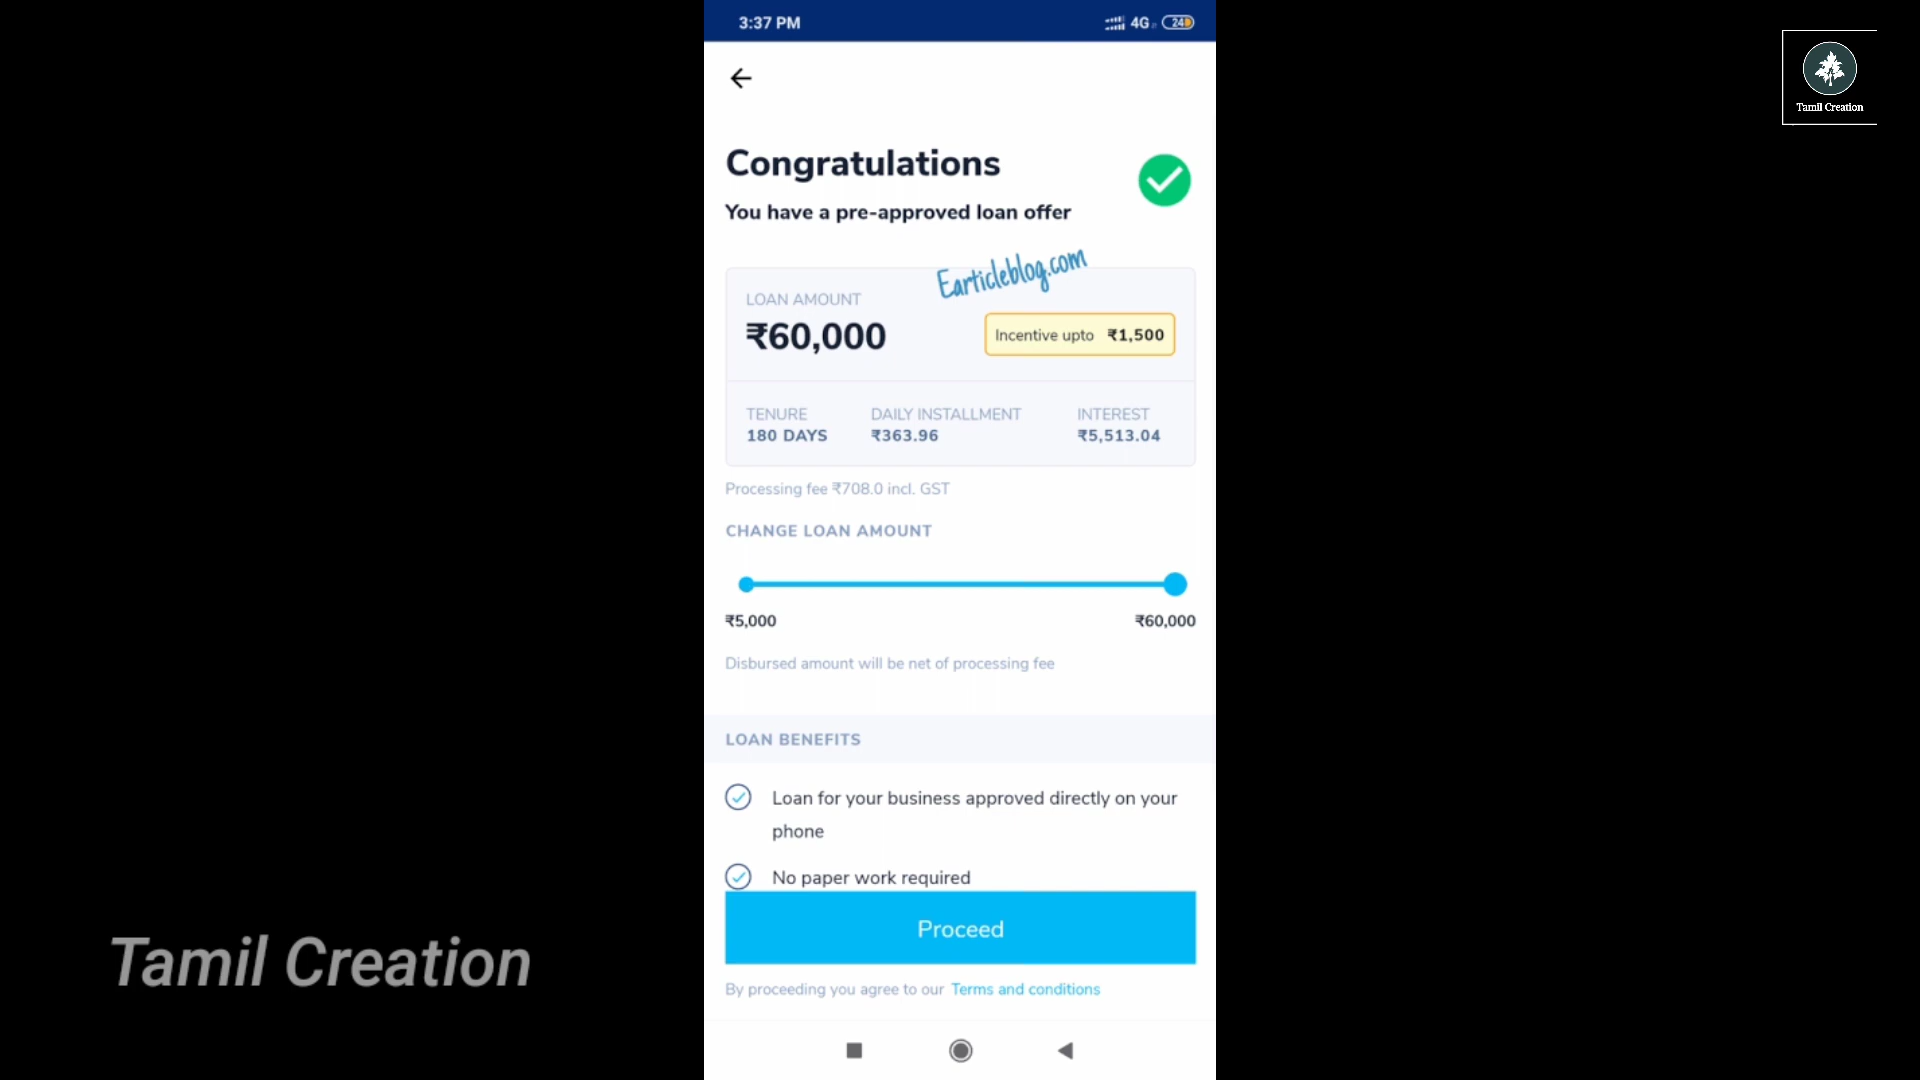 3:37 PM
4G
24
Tamil Creation
Congratulations
You have a pre-approved loan offer
Earticleblog.com
LOAN AMOUNT
₹60,000
Incentive upto ₹1,500
TENURE DAILY INSTALLMENT INTEREST
180 DAYS ₹363.96 ₹5,513.04
Processing fee ₹708.0 incl. GST
CHANGE LOAN AMOUNT
₹5,000 ₹60,000
Disbursed amount will be net of processing fee
LOAN BENEFITS
Loan for your business approved directly on your
phone
No paper work required
Proceed
Tamil Creation
By proceeding you agree to our Terms and conditions